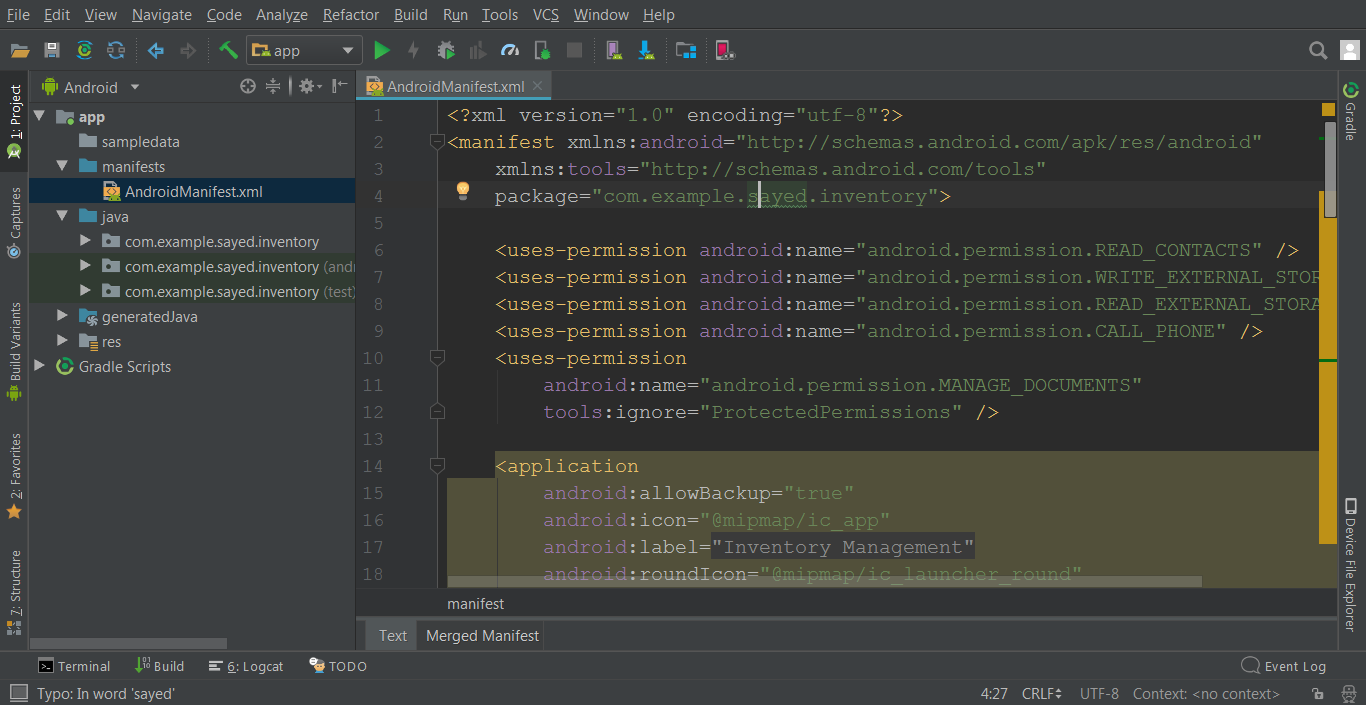 File Edit View Navigate Code Analyze Refactor Build Run Tools VCS Window Help
app
1: Project
Captures
Build Variants
2: Favorites
7: Structure
Android
app
sampledata
manifests
AndroidManifest.xml
java
com.example.sayed.inventory
com.example.sayed.inventory (andr
com.example.sayed.inventory (test)
generatedJava
res
Gradle Scripts
AndroidManifest.xml
1 <?xml version="1.0" encoding="utf-8"?>
2 <manifest xmlns:android="http://schemas.android.com/apk/res/android"
3 xmlns:tools="http://schemas.android.com/tools"
4 package="com.example.sayed.inventory">
5
6 <uses-permission android:name="android.permission.READ_CONTACTS" />
7 <uses-permission android:name="android.permission.WRITE_EXTERNAL_STOR
8 <uses-permission android:name="android.permission.READ_EXTERNAL_STORA
9 <uses-permission android:name="android.permission.CALL_PHONE" />
10 <uses-permission
11 android:name="android.permission.MANAGE_DOCUMENTS"
12 tools:ignore="ProtectedPermissions" />
13
14 <application
15 android:allowBackup="true"
16 android:icon="@mipmap/ic_app"
17 android:label="Inventory Management"
18 android:roundIcon="@mipmap/ic_launcher_round"
manifest
Text Merged Manifest
Gradle
Device File Explorer
Terminal Build 6: Logcat TODO Event Log
Typo: In word 'sayed' 4:27 CRLF UTF-8 Context: <no context>